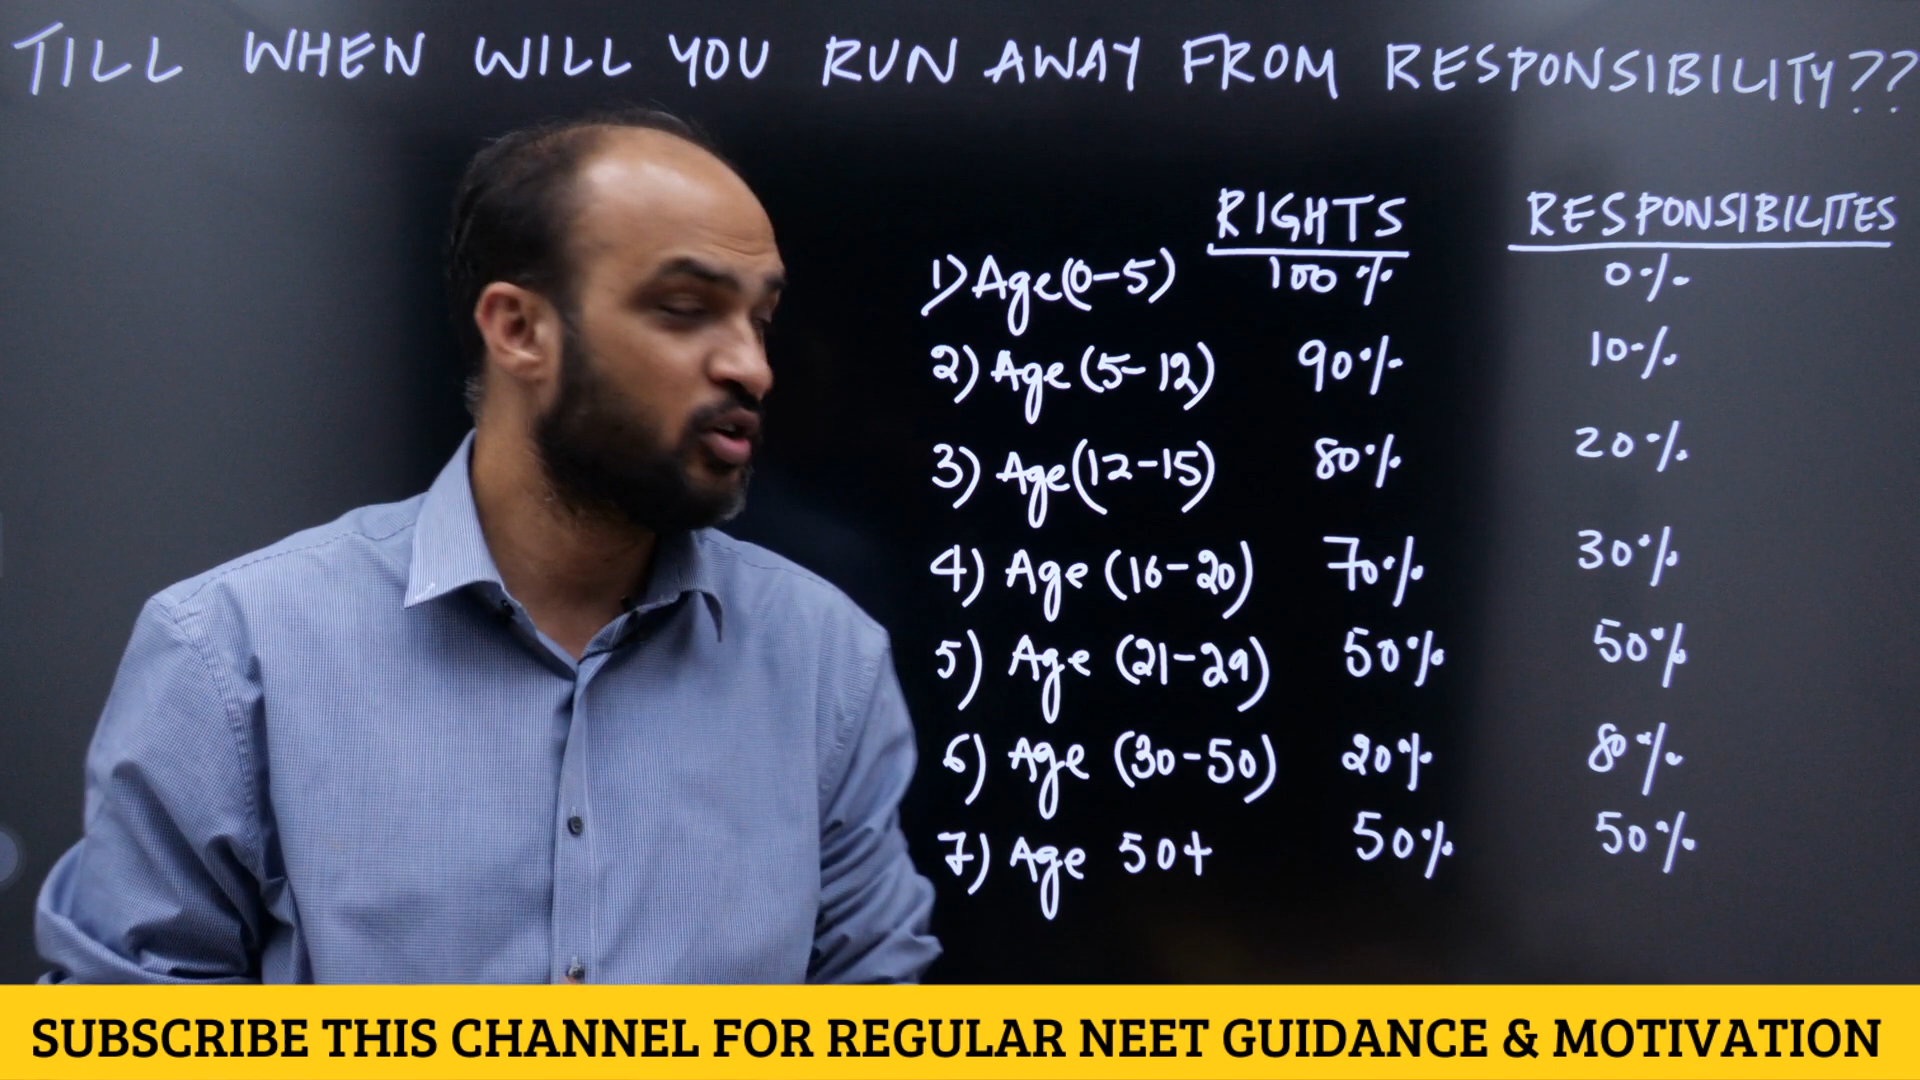 TILL WHEN WILL YOU RUN AWAY FROM RESPONSIBILITY??
RIGHTS RESPONSIBILITES
1) Age(0-5) 100% 0%
2) Age (5-12) 90% 10%
3) Age(12-15) 80% 20%
4) Age (16-20) 70% 30%
5) Age (21-29) 50% 50%
6) Age (30-50) 20% 80%
7) Age 50+ 50% 50%
SUBSCRIBE THIS CHANNEL FOR REGULAR NEET GUIDANCE & MOTIVATION